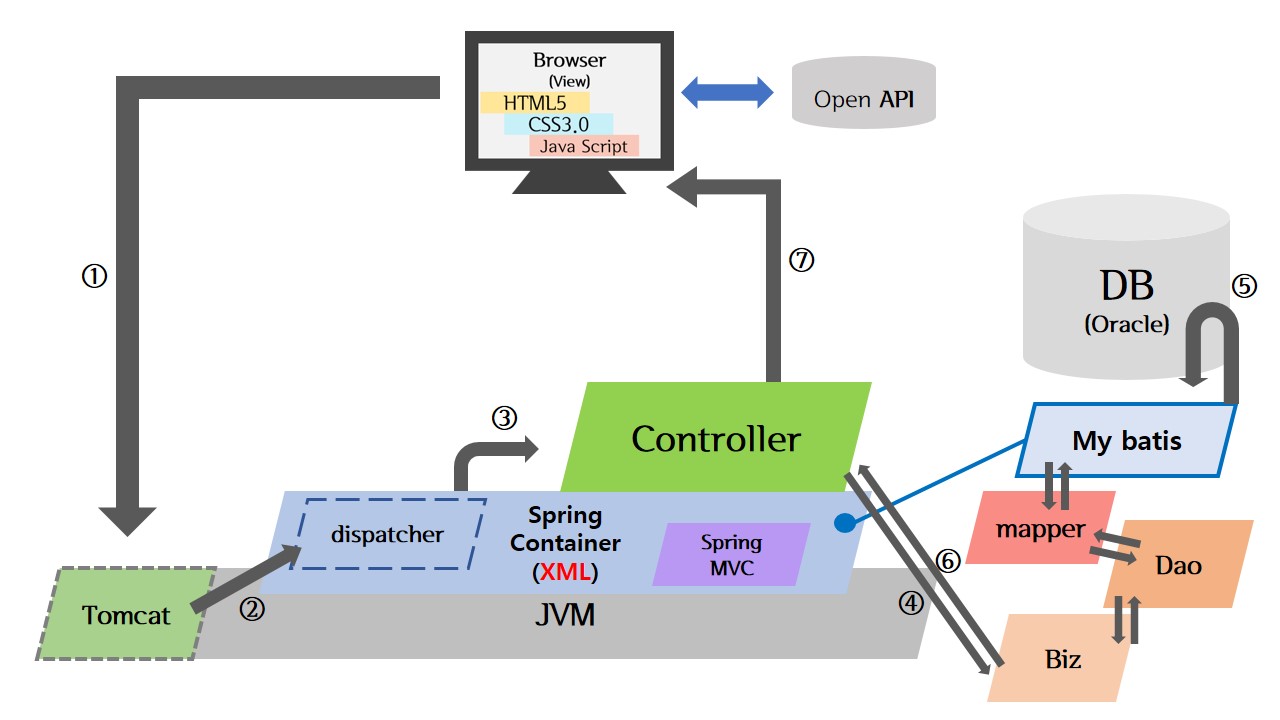 Browser
(View)
HTML5
CSS3.0
Java Script
Open API
①
⑦
DB
(Oracle)
⑤
③
Controller
My batis
dispatcher
Spring
Container
(XML)
Spring
MVC
mapper
Dao
⑥
④
②
Tomcat
JVM
Biz